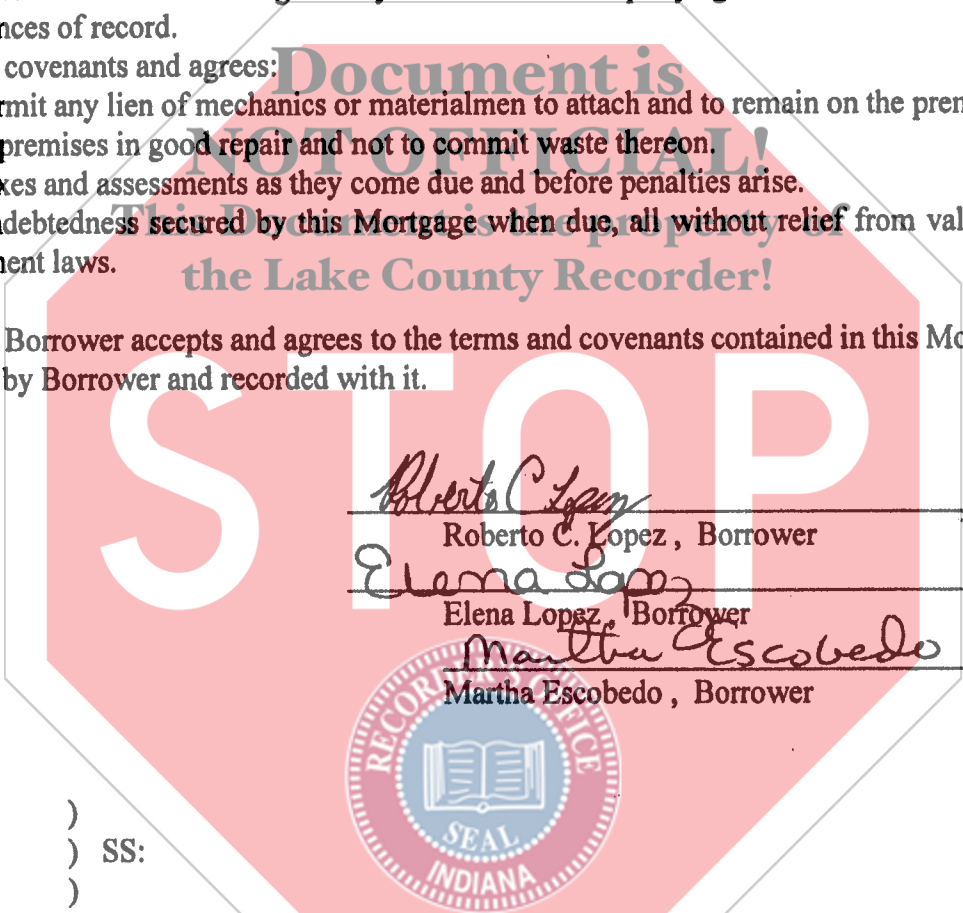 nces of record.
covenants and agrees:
Document is
rmit any lien of mechanics or materialmen to attach and to remain on the pren
NOT OFFICIAL!
premises in good repair and not to commit waste thereon.
xes and assessments as they come due and before penalties arise.
This Document is the property of
debtedness secured by this Mortgage when due, all without relief from val
ent laws.
the Lake County Recorder!
Borrower accepts and agrees to the terms and covenants contained in this Mo
by Borrower and recorded with it.
STOP
Roberto C Lopez
Roberto C. Lopez , Borrower
Elena Lopez
Elena Lopez , Borrower
Martha Escobedo
Martha Escobedo , Borrower
RECORDER'S OFFICE
SEAL
INDIANA
)
) SS:
)